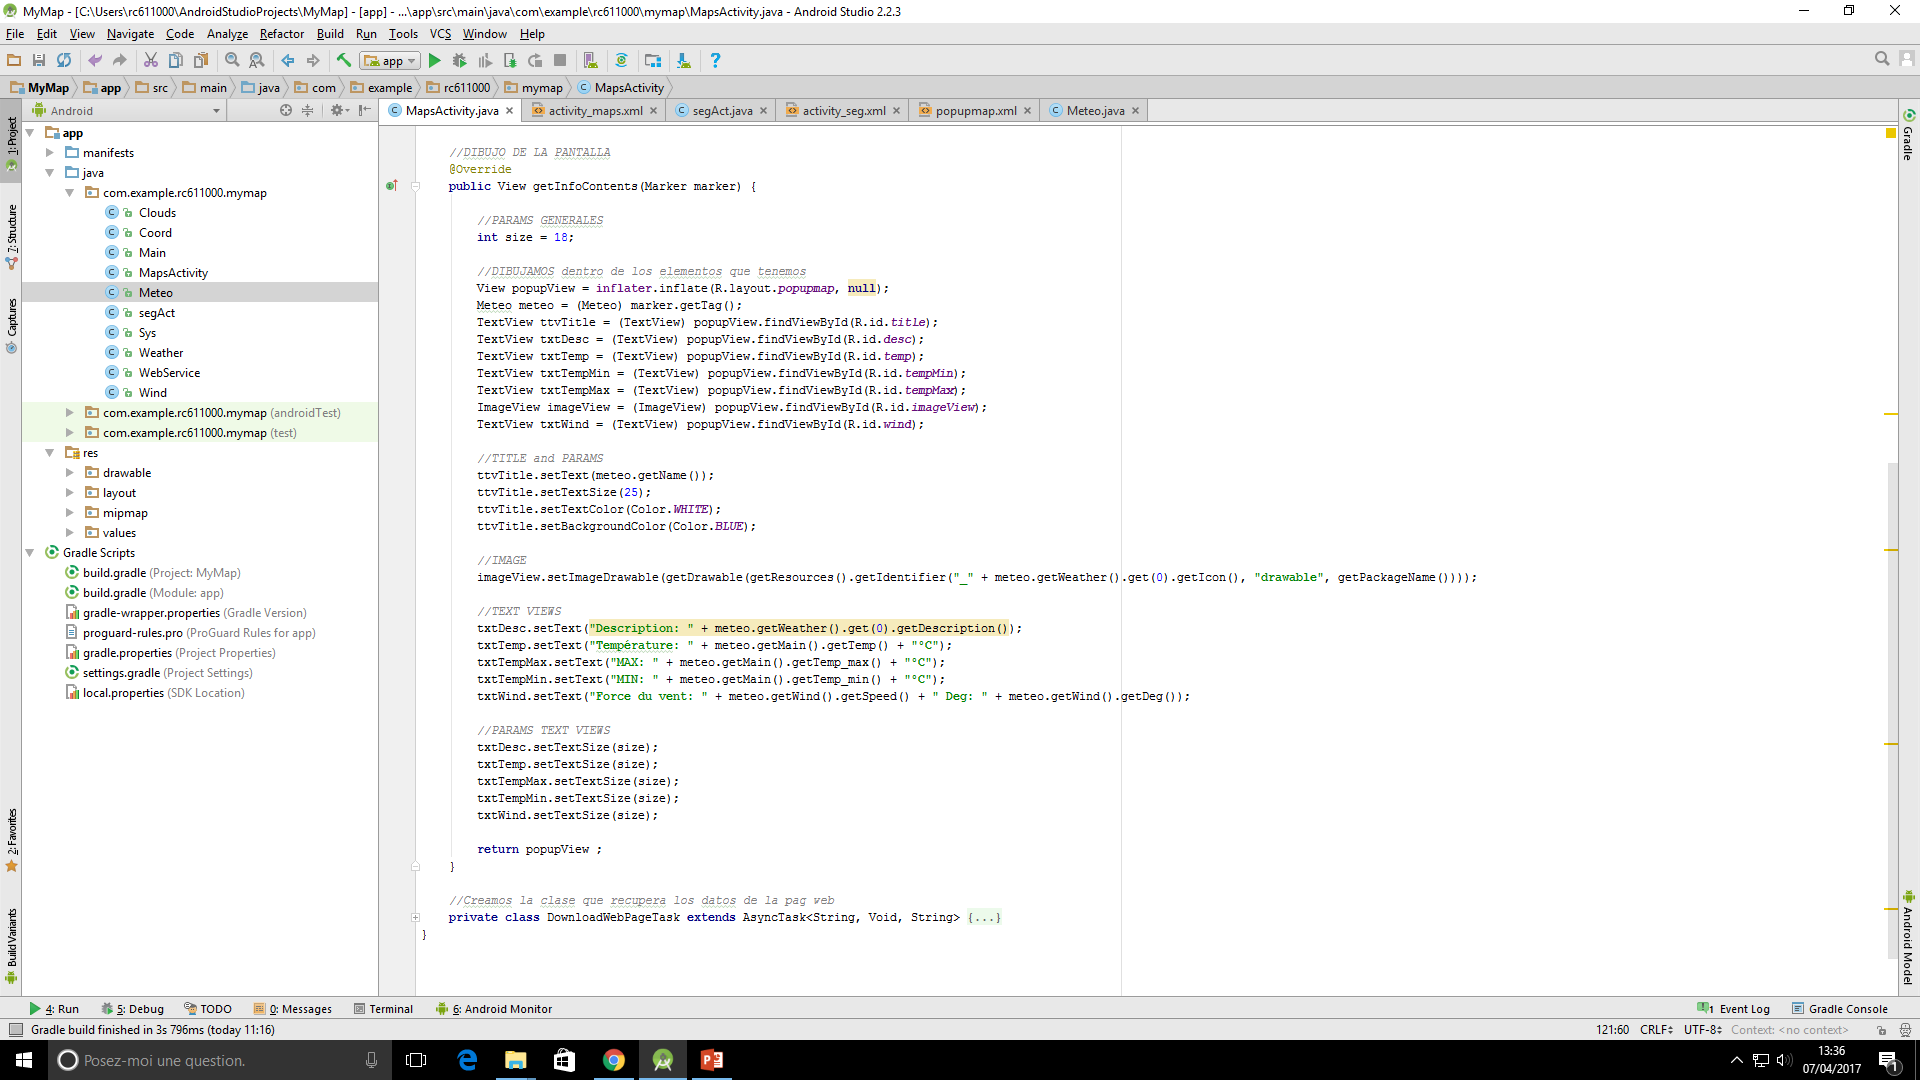 MyMap - [C:\Users\rc611000\AndroidStudioProjects\MyMap] - [app] - ...\app\src\main\java\com\example\rc611000\mymap\MapsActivity.java - Android Studio 2.2.3
File Edit View Navigate Code Analyze Refactor Build Run Tools VCS Window Help
app
MyMap app src main java com example rc611000 mymap MapsActivity
Android
MapsActivity.java activity_maps.xml segAct.java activity_seg.xml popupmap.xml Meteo.java
1: Project
7: Structure
Captures
2: Favorites
Build Variants
app
manifests
java
com.example.rc611000.mymap
Clouds
Coord
Main
MapsActivity
Meteo
segAct
Sys
Weather
WebService
Wind
com.example.rc611000.mymap (androidTest)
com.example.rc611000.mymap (test)
res
drawable
layout
mipmap
values
Gradle Scripts
build.gradle (Project: MyMap)
build.gradle (Module: app)
gradle-wrapper.properties (Gradle Version)
proguard-rules.pro (ProGuard Rules for app)
gradle.properties (Project Properties)
settings.gradle (Project Settings)
local.properties (SDK Location)
//DIBUJO DE LA PANTALLA
@Override
public View getInfoContents(Marker marker) {
//PARAMS GENERALES
int size = 18;
//DIBUJAMOS dentro de los elementos que tenemos
View popupView = inflater.inflate(R.layout.popupmap, null);
Meteo meteo = (Meteo) marker.getTag();
TextView ttvTitle = (TextView) popupView.findViewById(R.id.title);
TextView txtDesc = (TextView) popupView.findViewById(R.id.desc);
TextView txtTemp = (TextView) popupView.findViewById(R.id.temp);
TextView txtTempMin = (TextView) popupView.findViewById(R.id.tempMin);
TextView txtTempMax = (TextView) popupView.findViewById(R.id.tempMax);
ImageView imageView = (ImageView) popupView.findViewById(R.id.imageView);
TextView txtWind = (TextView) popupView.findViewById(R.id.wind);
//TITLE and PARAMS
ttvTitle.setText(meteo.getName());
ttvTitle.setTextSize(25);
ttvTitle.setTextColor(Color.WHITE);
ttvTitle.setBackgroundColor(Color.BLUE);
//IMAGE
imageView.setImageDrawable(getDrawable(getResources().getIdentifier("_" + meteo.getWeather().get(0).getIcon(), "drawable", getPackageName())));
//TEXT VIEWS
txtDesc.setText("Description: " + meteo.getWeather().get(0).getDescription());
txtTemp.setText("Température: " + meteo.getMain().getTemp() + "°C");
txtTempMax.setText("MAX: " + meteo.getMain().getTemp_max() + "°C");
txtTempMin.setText("MIN: " + meteo.getMain().getTemp_min() + "°C");
txtWind.setText("Force du vent: " + meteo.getWind().getSpeed() + " Deg: " + meteo.getWind().getDeg());
//PARAMS TEXT VIEWS
txtDesc.setTextSize(size);
txtTemp.setTextSize(size);
txtTempMax.setTextSize(size);
txtTempMin.setTextSize(size);
txtWind.setTextSize(size);
return popupView ;
}
//Creamos la clase que recupera los datos de la pag web
private class DownloadWebPageTask extends AsyncTask<String, Void, String> {...}
}
Gradle
Android Model
4: Run 5: Debug TODO 0: Messages Terminal 6: Android Monitor 1 Event Log Gradle Console
Gradle build finished in 3s 796ms (today 11:16) 121:60 CRLF UTF-8 Context: <no context>
Posez-moi une question.
13:36
07/04/2017
1